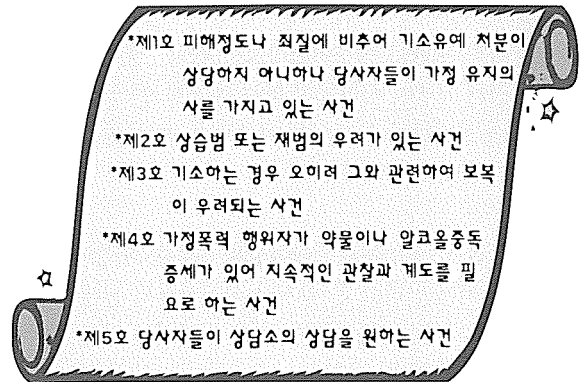 *제1호 피해정도나 죄질에 비추어 기소유예 처분이
상당하지 아니하나 당사자들이 가정 유지의
사를 가지고 있는 사건
*제2호 상습범 또는 재범의 우려가 있는 사건
*제3호 기소하는 경우 오히려 그와 관련하여 보복
이 우려되는 사건
*제4호 가정폭력 행위자가 약물이나 알코올중독
증세가 있어 지속적인 관찰과 계도를 필
요로 하는 사건
*제5호 당사자들이 상담소의 상담을 원하는 사건